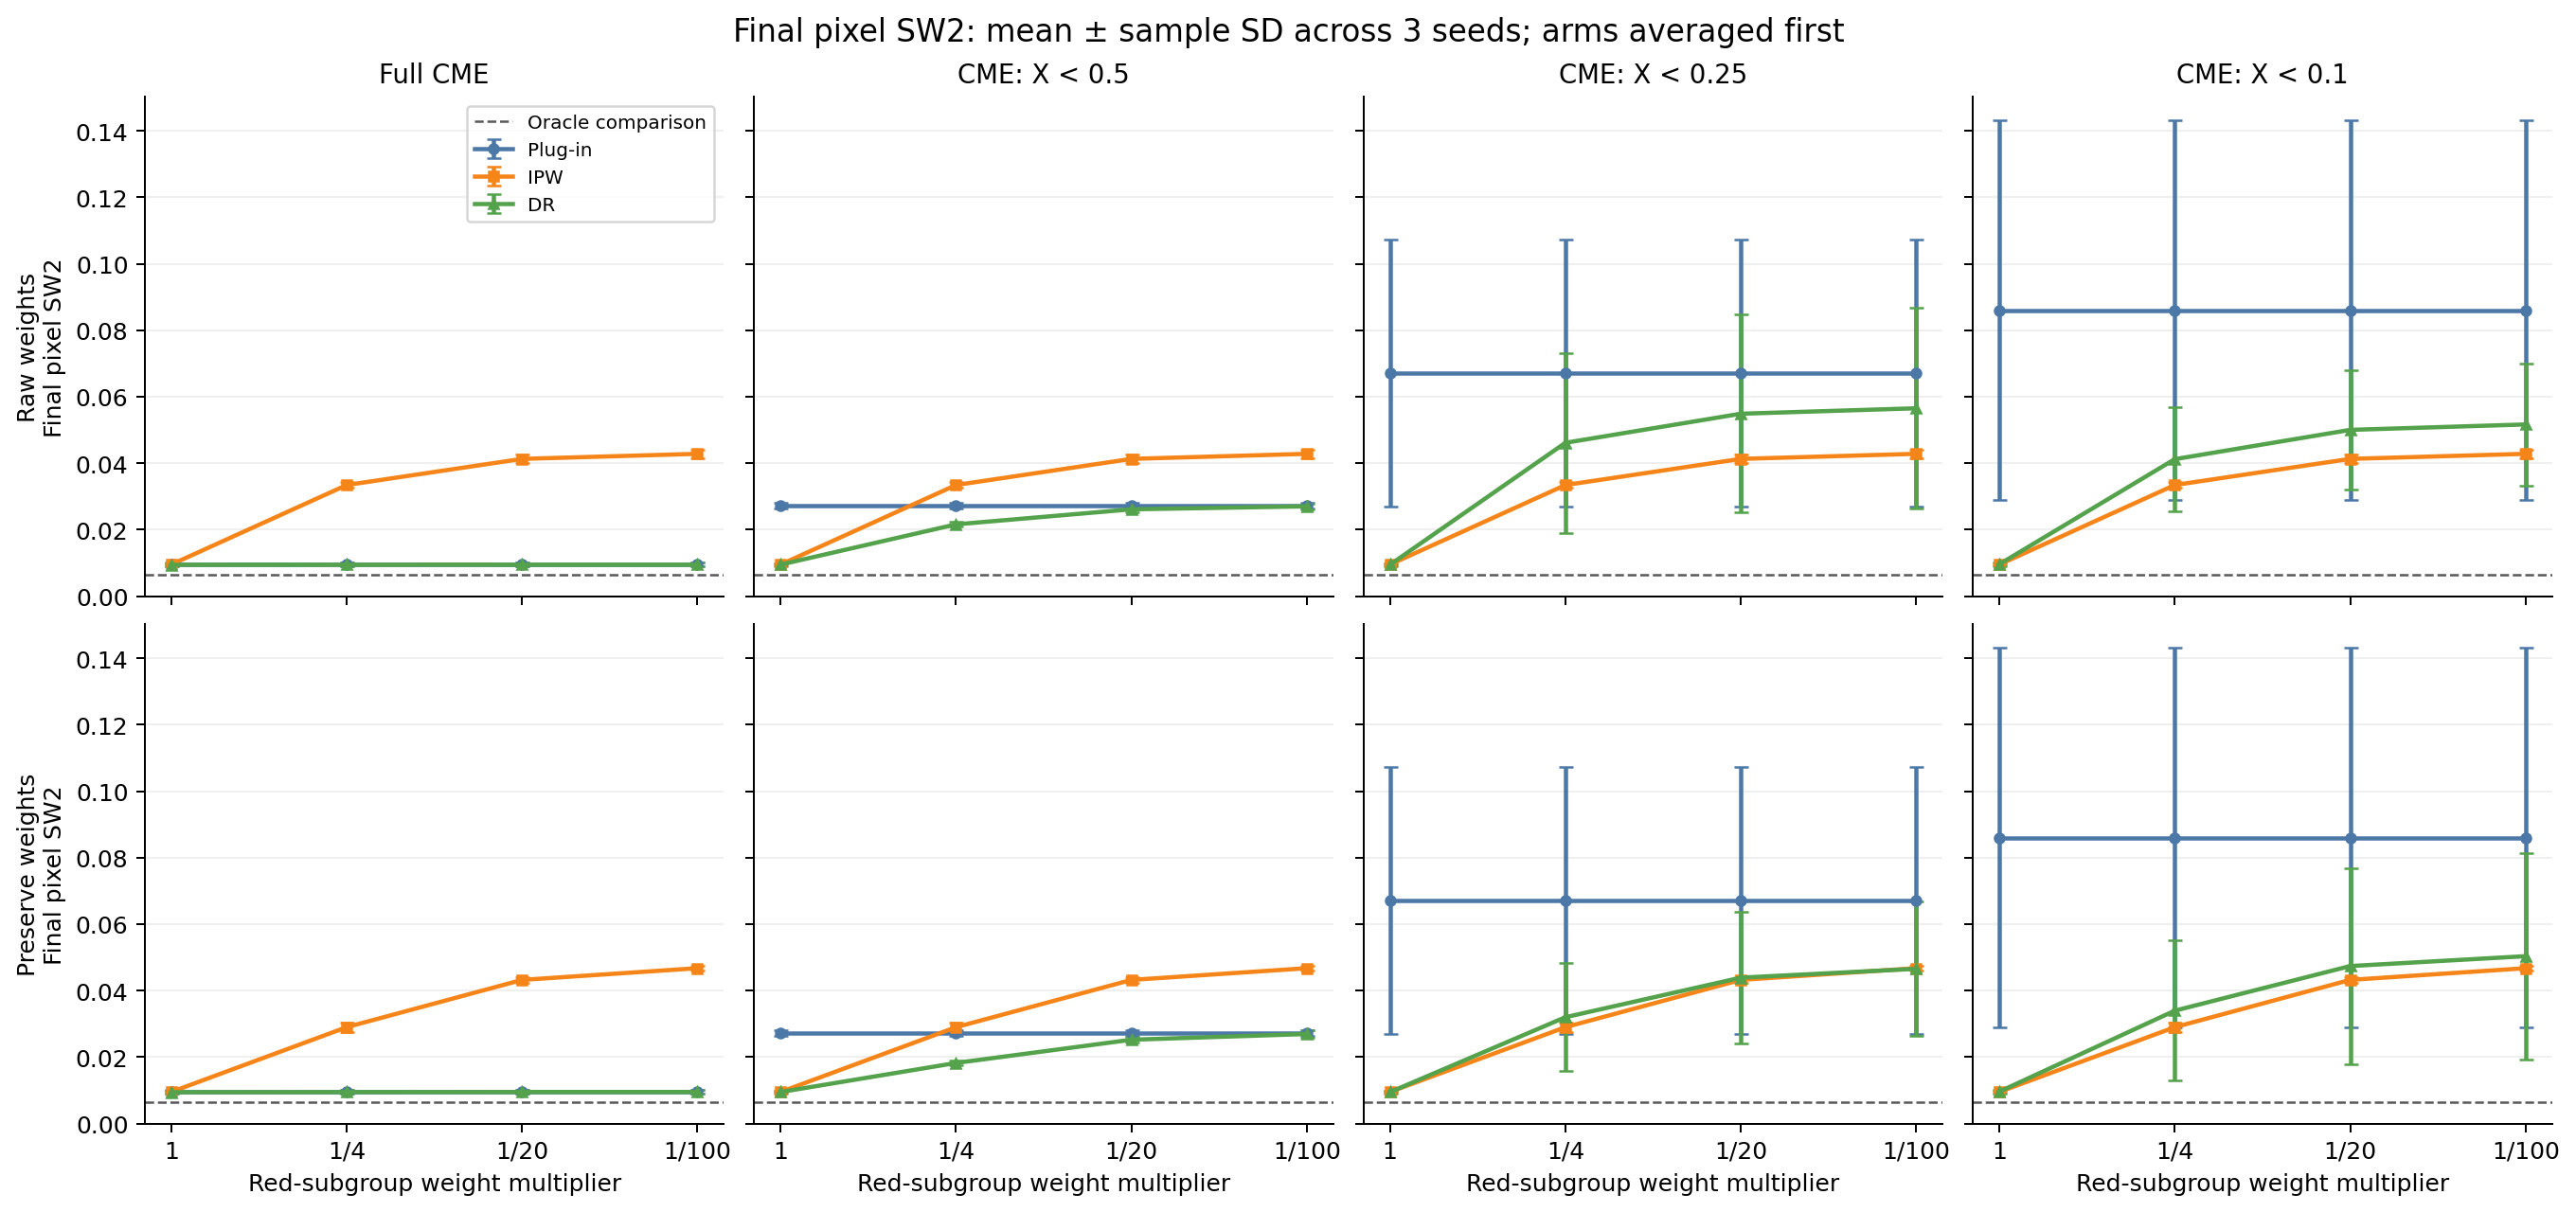 Final pixel SW2: mean ± sample SD across 3 seeds; arms averaged first
Full CME
CME: X < 0.5
CME: X < 0.25
CME: X < 0.1
Raw weights
Final pixel SW2
0.14
0.12
0.10
0.08
0.06
0.04
0.02
0.00
Oracle comparison
Plug-in
IPW
DR
Preserve weights
Final pixel SW2
0.14
0.12
0.10
0.08
0.06
0.04
0.02
0.00
1 1/4 1/20 1/100
1 1/4 1/20 1/100
1 1/4 1/20 1/100
1 1/4 1/20 1/100
Red-subgroup weight multiplier
Red-subgroup weight multiplier
Red-subgroup weight multiplier
Red-subgroup weight multiplier